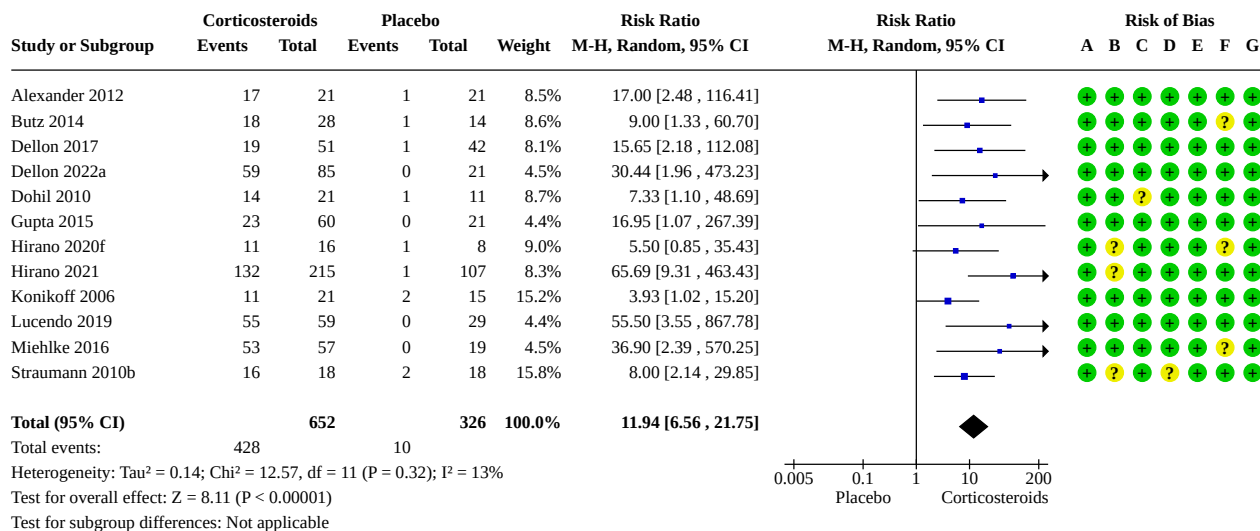 Corticosteroids Placebo Risk Ratio Risk Ratio Risk of Bias
Study or Subgroup Events Total Events Total Weight M-H, Random, 95% CI M-H, Random, 95% CI A B C D E F G
Alexander 2012 17 21 1 21 8.5% 17.00 [2.48 , 116.41] + + + + + + +
Butz 2014 18 28 1 14 8.6% 9.00 [1.33 , 60.70] + + + + + ? +
Dellon 2017 19 51 1 42 8.1% 15.65 [2.18 , 112.08] + + + + + + +
Dellon 2022a 59 85 0 21 4.5% 30.44 [1.96 , 473.23] + + + + + + +
Dohil 2010 14 21 1 11 8.7% 7.33 [1.10 , 48.69] + + ? + + + +
Gupta 2015 23 60 0 21 4.4% 16.95 [1.07 , 267.39] + + + + + + +
Hirano 2020f 11 16 1 8 9.0% 5.50 [0.85 , 35.43] + ? + + + ? +
Hirano 2021 132 215 1 107 8.3% 65.69 [9.31 , 463.43] + ? + + + + +
Konikoff 2006 11 21 2 15 15.2% 3.93 [1.02 , 15.20] + + + + + + +
Lucendo 2019 55 59 0 29 4.4% 55.50 [3.55 , 867.78] + + + + + + +
Miehlke 2016 53 57 0 19 4.5% 36.90 [2.39 , 570.25] + + + + + ? +
Straumann 2010b 16 18 2 18 15.8% 8.00 [2.14 , 29.85] + ? + ? + + +
Total (95% CI) 652 326 100.0% 11.94 [6.56 , 21.75]
Total events: 428 10
Heterogeneity: Tau² = 0.14; Chi² = 12.57, df = 11 (P = 0.32); I² = 13%
0.005 0.1 1 10 200
Test for overall effect: Z = 8.11 (P < 0.00001)
Placebo Corticosteroids
Test for subgroup differences: Not applicable